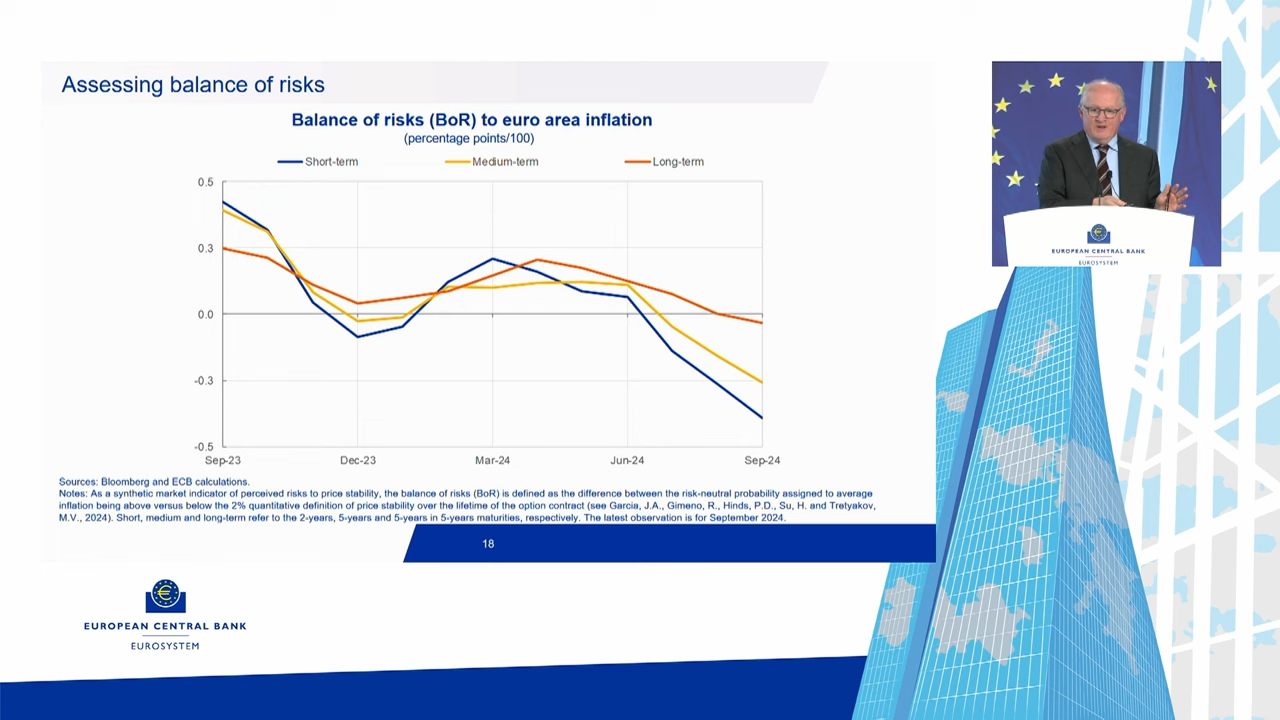 Assessing balance of risks
Balance of risks (BoR) to euro area inflation
(percentage points/100)
Short-term
Medium-term
Long-term
0.5
0.3
0.0
-0.3
-0.5
Sep-23
Dec-23
Mar-24
Jun-24
Sep-24
Sources: Bloomberg and ECB calculations.
Notes: As a synthetic market indicator of perceived risks to price stability, the balance of risks (BoR) is defined as the difference between the risk-neutral probability assigned to average
inflation being above versus below the 2% quantitative definition of price stability over the lifetime of the option contract (see Garcia, J.A., Gimeno, R., Hinds, P.D., Su, H. and Tretyakov,
M.V., 2024). Short, medium and long-term refer to the 2-years, 5-years and 5-years in 5-years maturities, respectively. The latest observation is for September 2024.
18
EUROPEAN CENTRAL BANK
EUROSYSTEM
EUROPEAN CENTRAL BANK
EUROSYSTEM